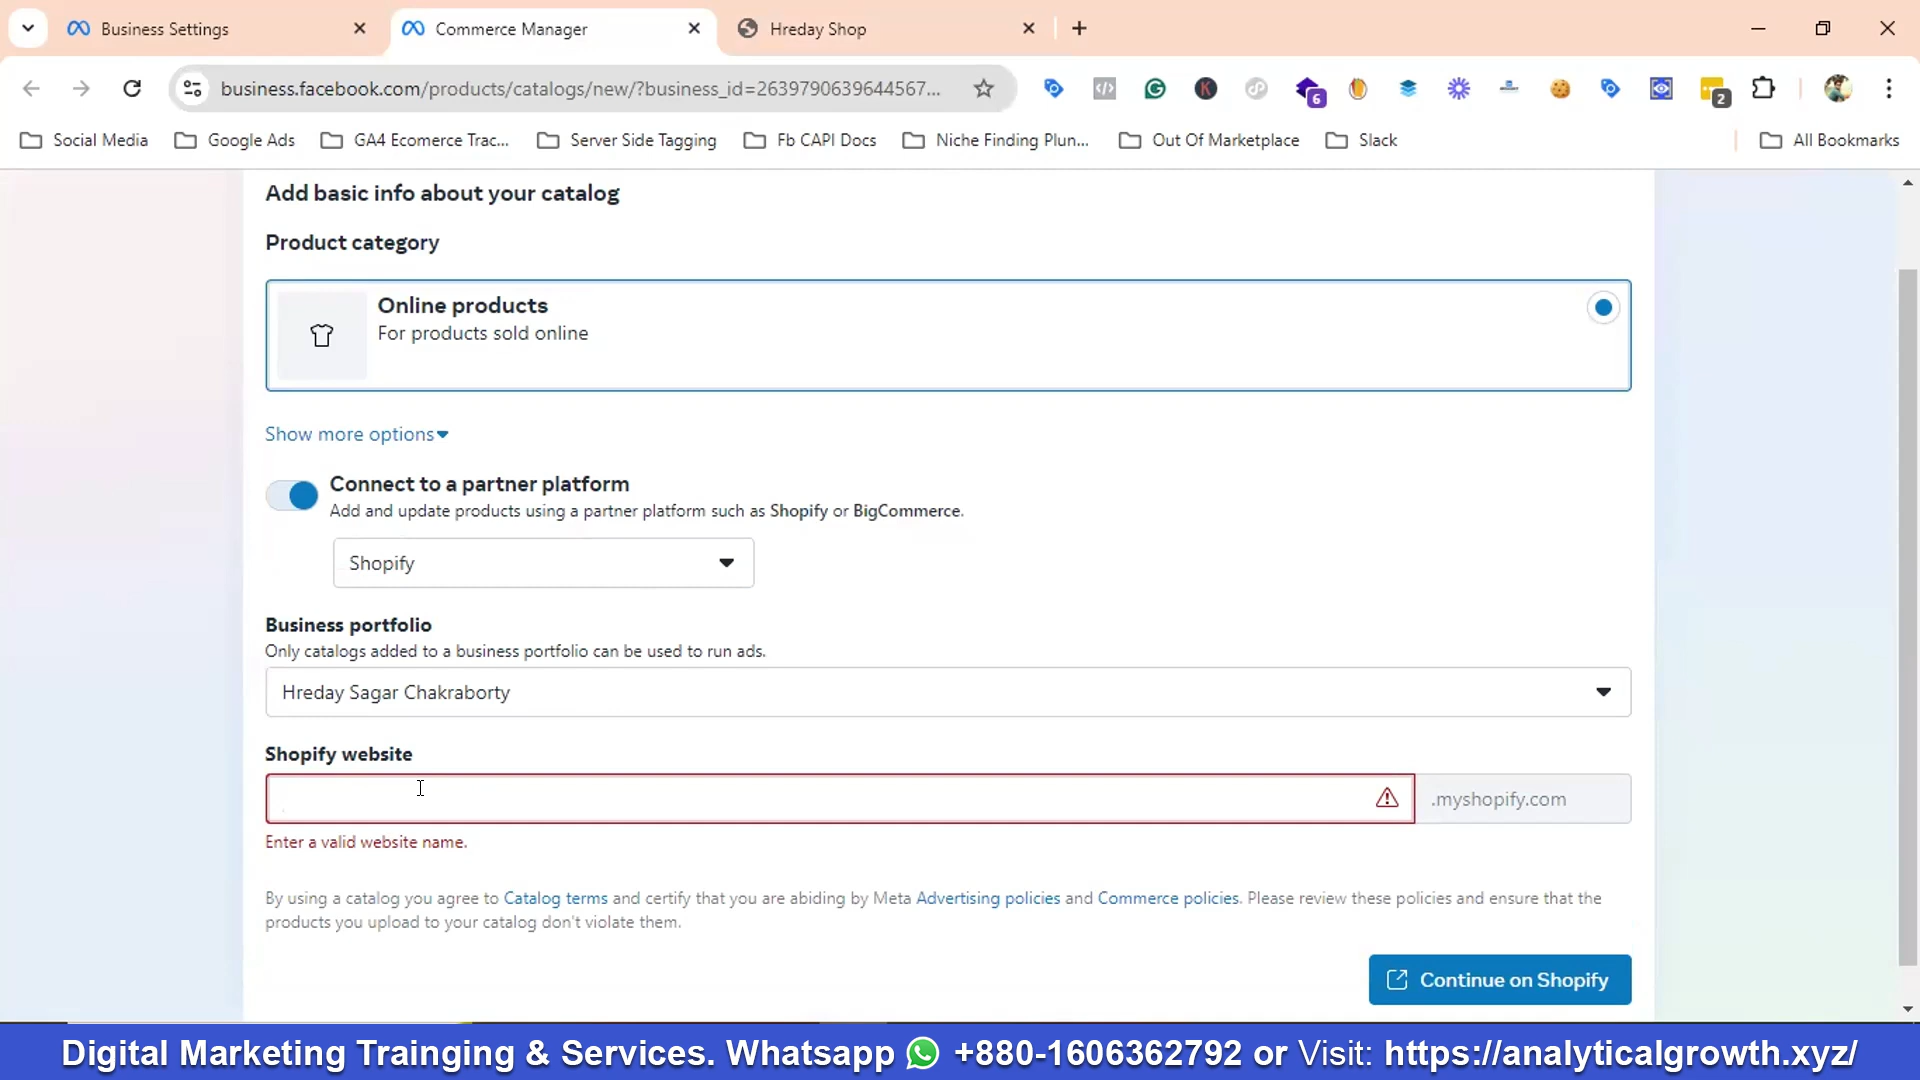 Business Settings
Commerce Manager
Hreday Shop
business.facebook.com/products/catalogs/new/?business_id=2639790639644567...
6
2
Social Media
Google Ads
GA4 Ecomerce Trac...
Server Side Tagging
Fb CAPI Docs
Niche Finding Plun...
Out Of Marketplace
Slack
All Bookmarks
Add basic info about your catalog
Product category
Online products
For products sold online
Show more options
Connect to a partner platform
Add and update products using a partner platform such as Shopify or BigCommerce.
Shopify
Business portfolio
Only catalogs added to a business portfolio can be used to run ads.
Hreday Sagar Chakraborty
Shopify website
.myshopify.com
Enter a valid website name.
By using a catalog you agree to Catalog terms and certify that you are abiding by Meta Advertising policies and Commerce policies. Please review these policies and ensure that the
products you upload to your catalog don't violate them.
Continue on Shopify
Digital Marketing Trainging & Services. Whatsapp +880-1606362792 or Visit: https://analyticalgrowth.xyz/